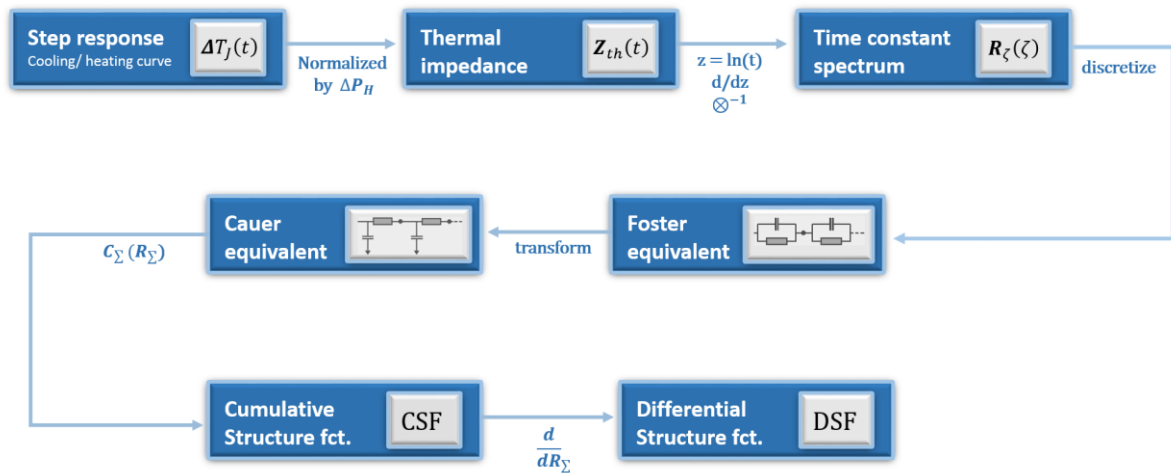 Step response
Cooling/ heating curve
ΔT_J(t)
Normalized
by ΔP_H
Thermal
impedance
Z_th(t)
z = ln(t)
d/dz
⊗⁻¹
Time constant
spectrum
R_ζ(ζ)
discretize
Foster
equivalent
transform
Cauer
equivalent
C_Σ(R_Σ)
Cumulative
Structure fct.
CSF
d
dR_Σ
Differential
Structure fct.
DSF